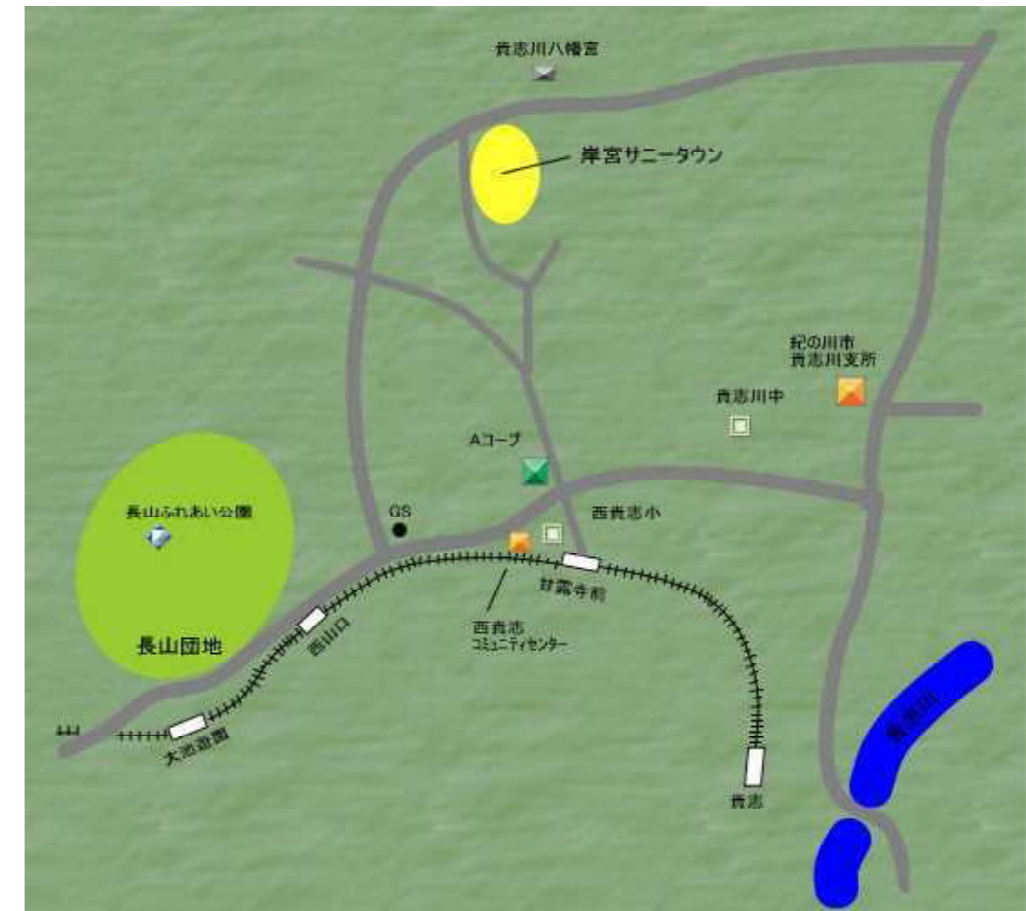 貴志川八幡宮
岸宮サニータウン
紀の川市
貴志川支所
貴志川中
Aコープ
長山ふれあい公園
GS
西貴志小
甘露寺前
西山口
西貴志
コミュニティセンター
長山団地
大池遊園
貴志